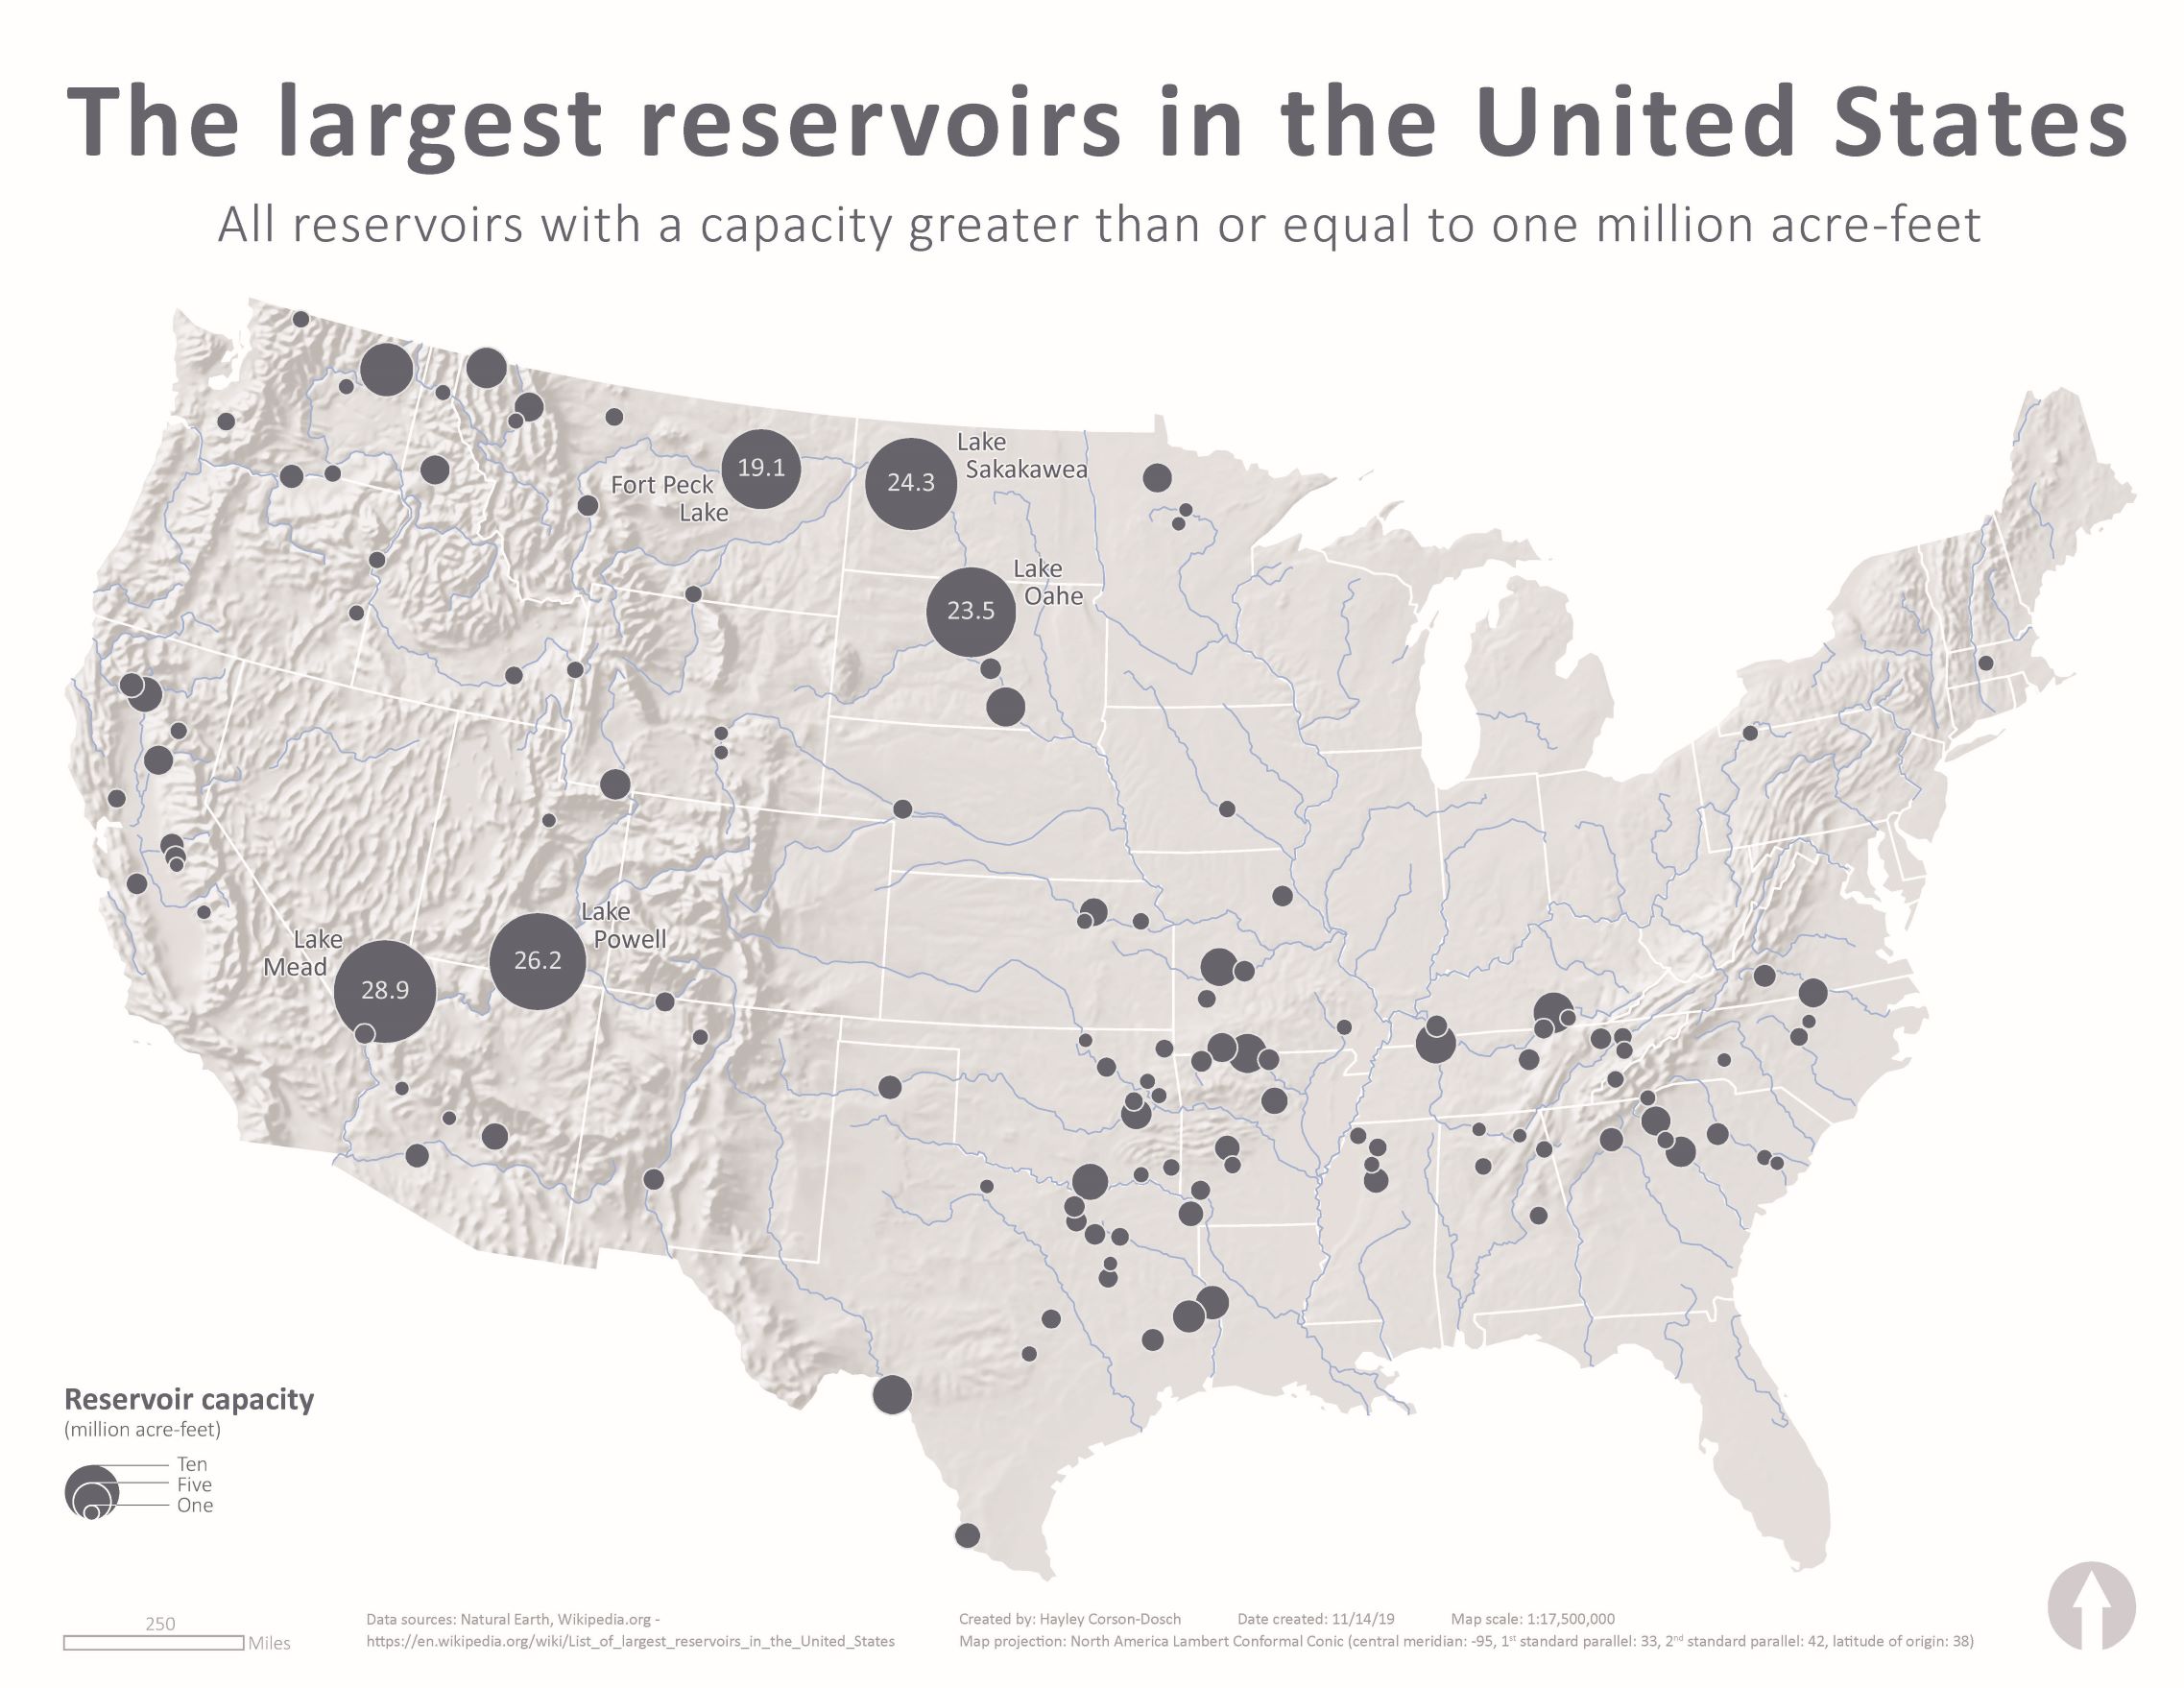 The largest reservoirs in the United States
All reservoirs with a capacity greater than or equal to one million acre-feet
Lake
Sakakawea
24.3
19.1
Fort Peck
Lake
Lake
Oahe
23.5
Lake
Powell
26.2
Lake
Mead
28.9
Reservoir capacity
(million acre-feet)
Ten
Five
One
250
Miles
Data sources: Natural Earth, Wikipedia.org -
https://en.wikipedia.org/wiki/List_of_largest_reservoirs_in_the_United_States
Created by: Hayley Corson-Dosch Date created: 11/14/19 Map scale: 1:17,500,000
Map projection: North America Lambert Conformal Conic (central meridian: -95, 1st standard parallel: 33, 2nd standard parallel: 42, latitude of origin: 38)